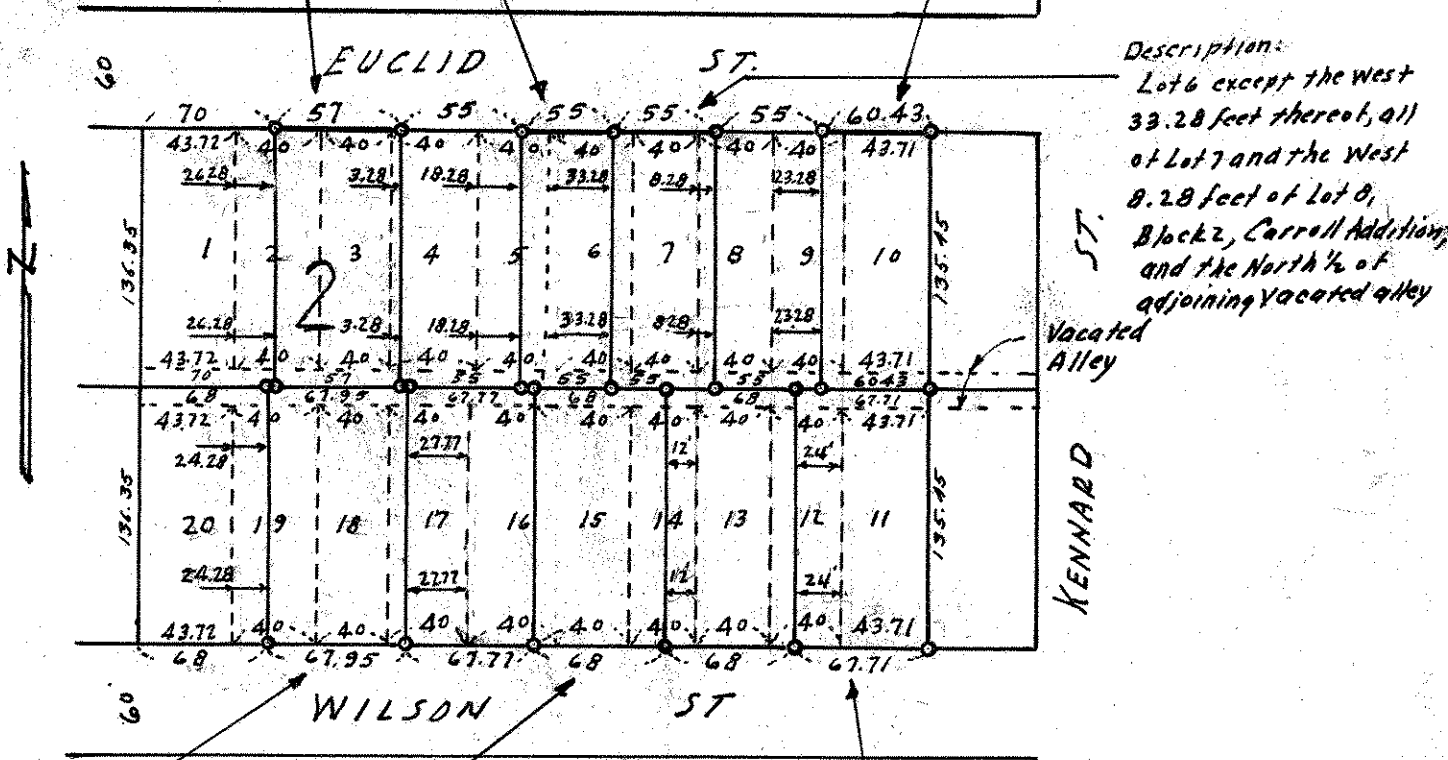 EUCLID ST.
60
70 57 55 55 55 55 60.43
43.72 40 40 40 40 40 40 40 40 43.71
26.28 3.28 18.28 33.28 8.28 23.28
136.35 135.45
1 2 3 4 5 6 7 8 9 10
2
26.28 3.28 18.28 33.28 8.28 23.28
43.72 40 40 40 40 40 40 40 40 43.71
70 57 55 55 55 55 60.43
68 67.95 67.77 68 68 67.71
43.72 40 40 40 40 40 40 40 40 43.71
24.28 27.77 12' 24'
136.35 135.45
20 19 18 17 16 15 14 13 12 11
24.28 27.77 12' 24'
43.72 40 40 40 40 40 40 40 40 43.71
68 67.95 67.77 68 68 67.71
60
WILSON ST
KENNARD ST.
N
Description:
Lot 6 except the West
33.28 feet thereof, all
of Lot 7 and the West
8.28 feet of Lot 8,
Block 2, Carroll Addition,
and the North 1/2 of
adjoining Vacated alley
Vacated
Alley